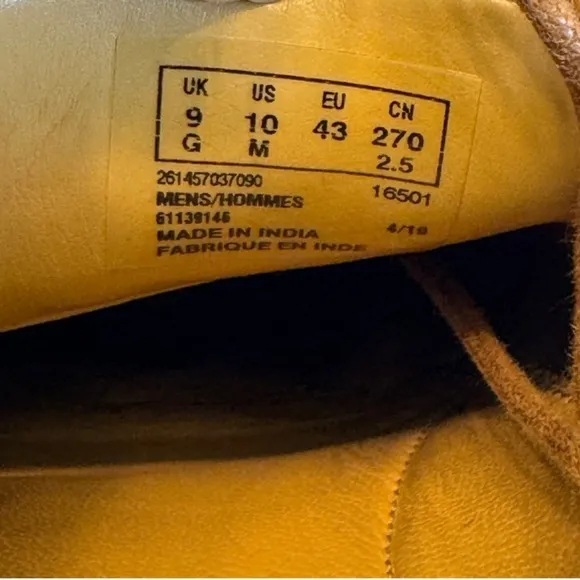 UK US EU CN
9 10 43 270
G M 2.5
261457037090 16501
MENS/HOMMES
61139146
MADE IN INDIA 4/19
FABRIQUE EN INDE